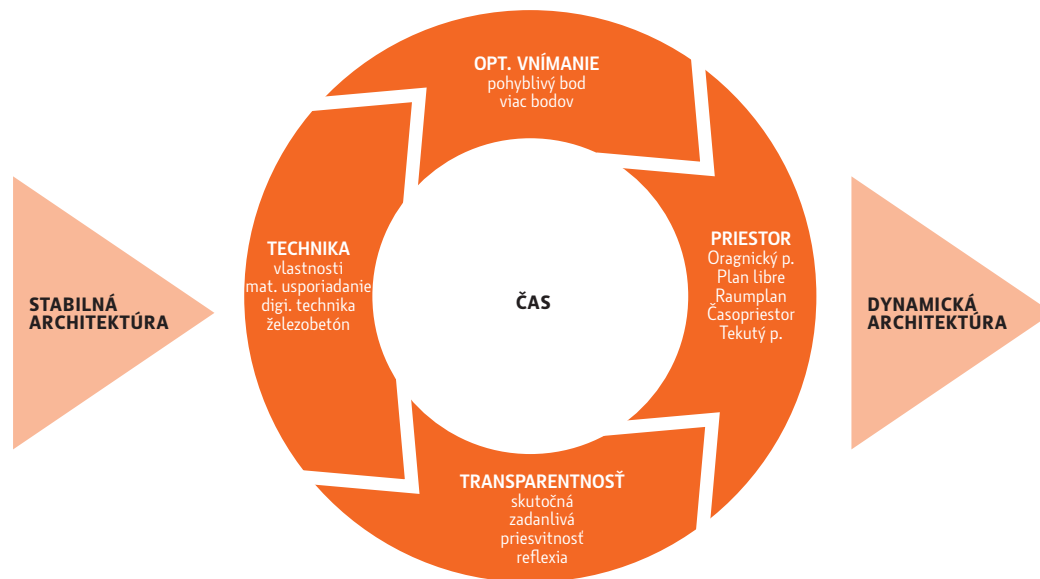 OPT. VNÍMANIE
pohyblivý bod
viac bodov
STABILNÁ
ARCHITEKTÚRA
TECHNIKA
vlastnosti
mat. usporiadanie
digi. technika
železobetón
ČAS
PRIESTOR
Oragnický p.
Plan libre
Raumplan
Časopriestor
Tekutý p.
DYNAMICKÁ
ARCHITEKTÚRA
TRANSPARENTNOSŤ
skutočná
zadanlivá
priesvitnosť
reflexia